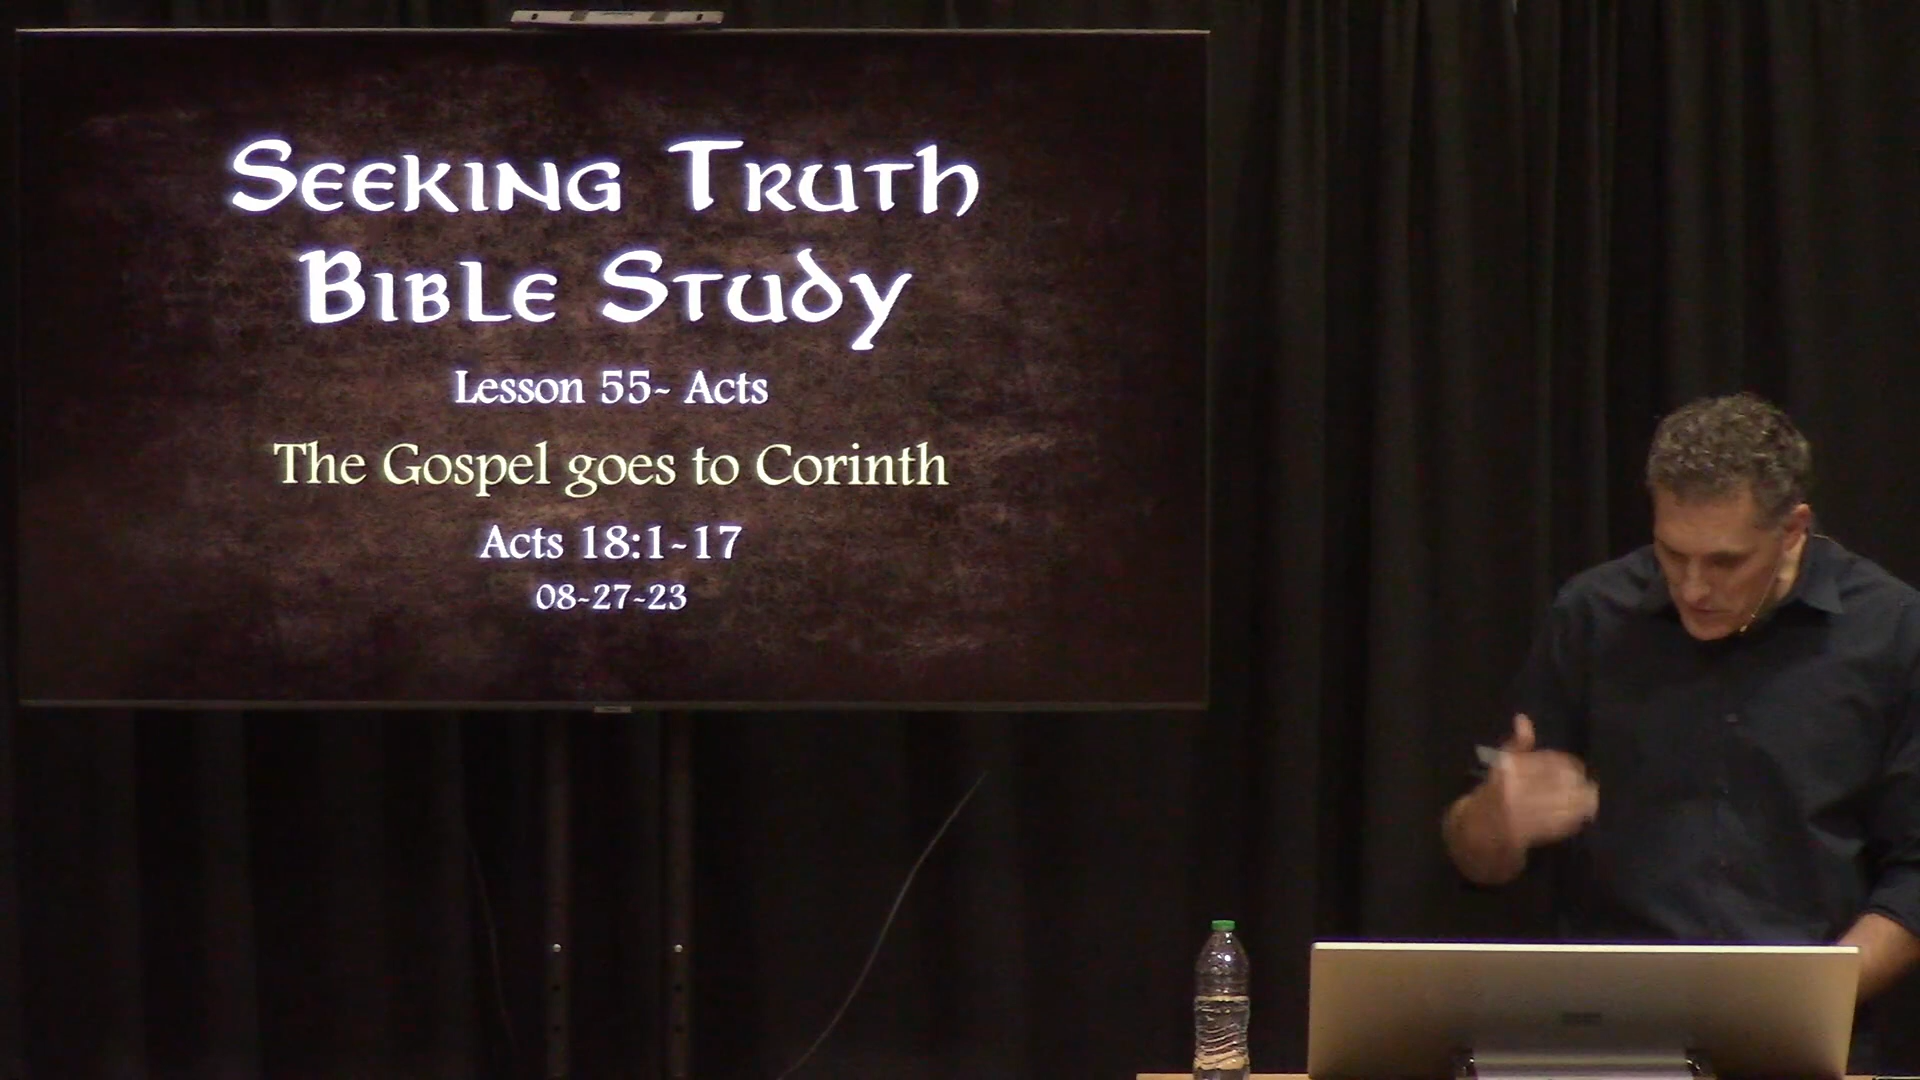 Seeking Truth
Bible Study
Lesson 55- Acts
The Gospel goes to Corinth
Acts 18:1-17
08-27-23